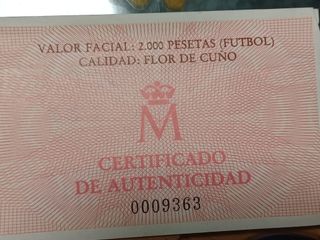 VALOR FACIAL: 2.000 PESETAS (FUTBOL)
CALIDAD: FLOR DE CUÑO
M
CERTIFICADO
DE AUTENTICIDAD
0009363